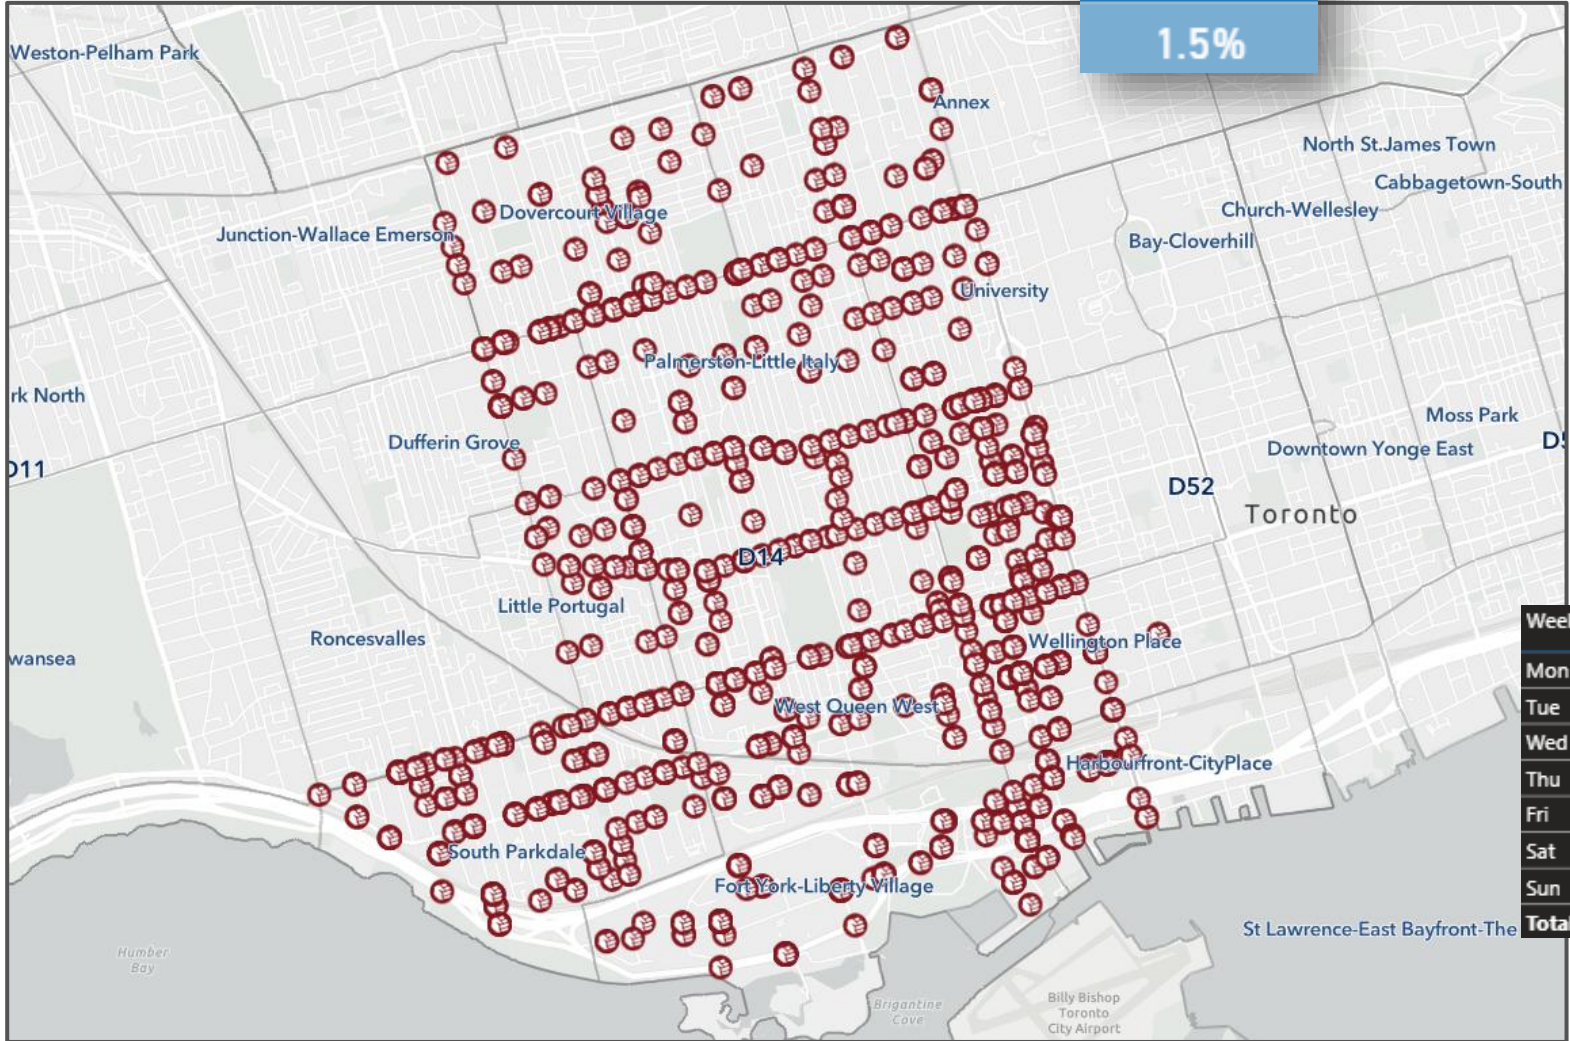 1.5%
Weston-Pelham Park
Annex
North St.James Town
Cabbagetown-South
Dovercourt Village
Church-Wellesley
Junction-Wallace Emerson
Bay-Cloverhill
University
Palmerston-Little Italy
rk North
Moss Park
Dufferin Grove
Downtown Yonge East
D11
D52
Toronto
D14
Little Portugal
Roncesvalles
Wellington Place
wansea
West Queen West
Harbourfront-CityPlace
South Parkdale
Fort York-Liberty Village
St Lawrence-East Bayfront-The
Humber
Bay
Brigantine
Cove
Billy Bishop
Toronto
City Airport
Week
Mon
Tue
Wed
Thu
Fri
Sat
Sun
Total